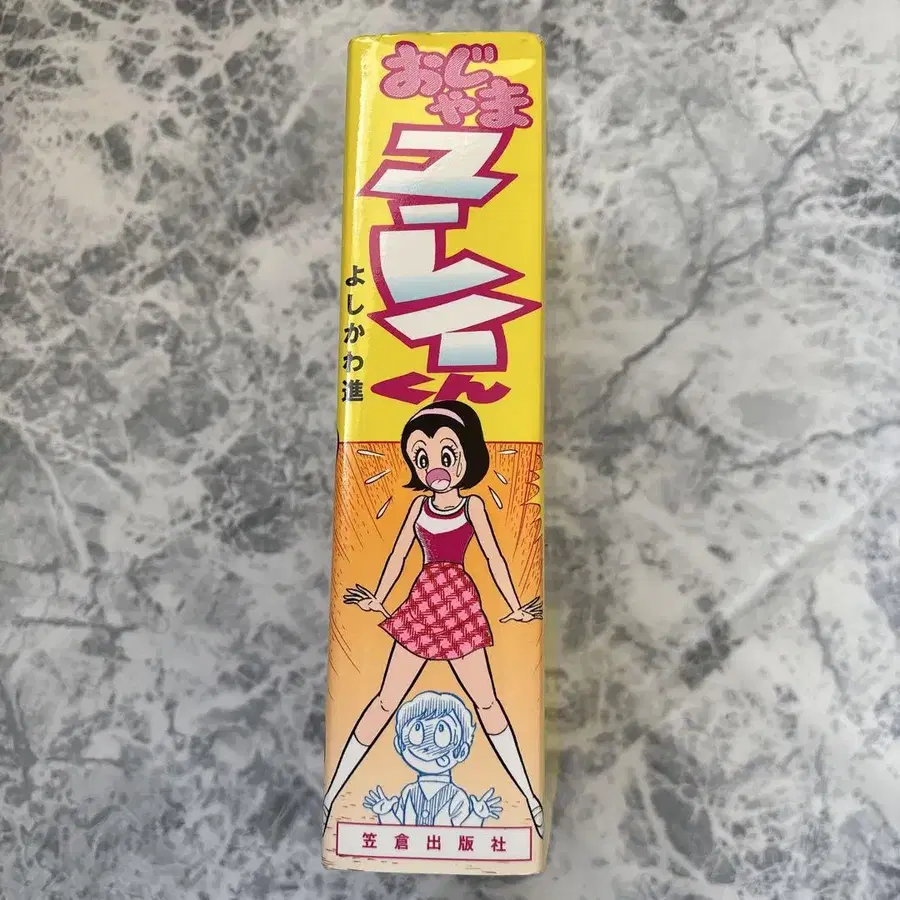 おじゃま
ユーレイ
くん
よしかわ進
笠倉出版社